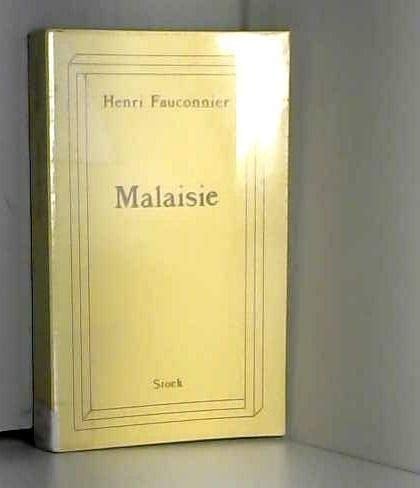 Henri Fauconnier
Malaisie
Stock